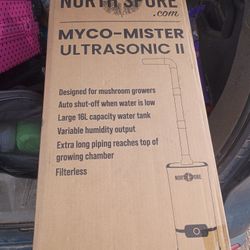 NORTH SPORE
.com
MYCO-MISTER
ULTRASONIC II
Designed for mushroom growers
Auto shut-off when water is low
Large 16L capacity water tank
Variable humidity output
Extra long piping reaches top of
growing chamber
Filterless
NORTH SPORE